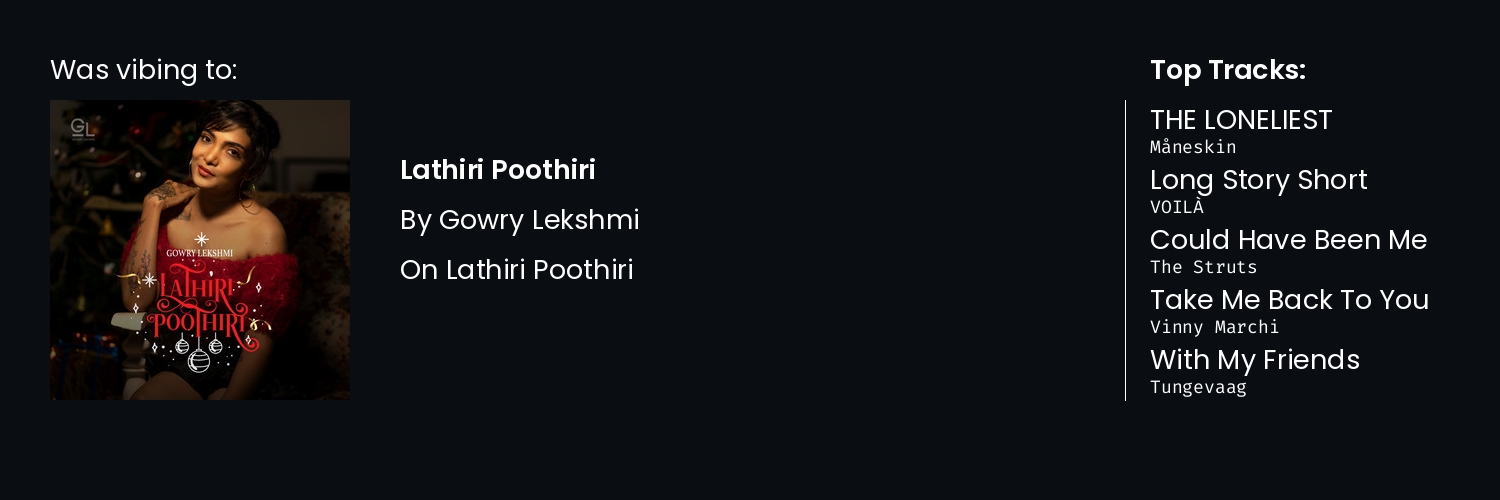 Was vibing to:
GL
GOWRY LEKSHMI
LATHIRI
POOTHIRI
Lathiri Poothiri
By Gowry Lekshmi
On Lathiri Poothiri
Top Tracks:
THE LONELIEST
Måneskin
Long Story Short
VOILÀ
Could Have Been Me
The Struts
Take Me Back To You
Vinny Marchi
With My Friends
Tungevaag